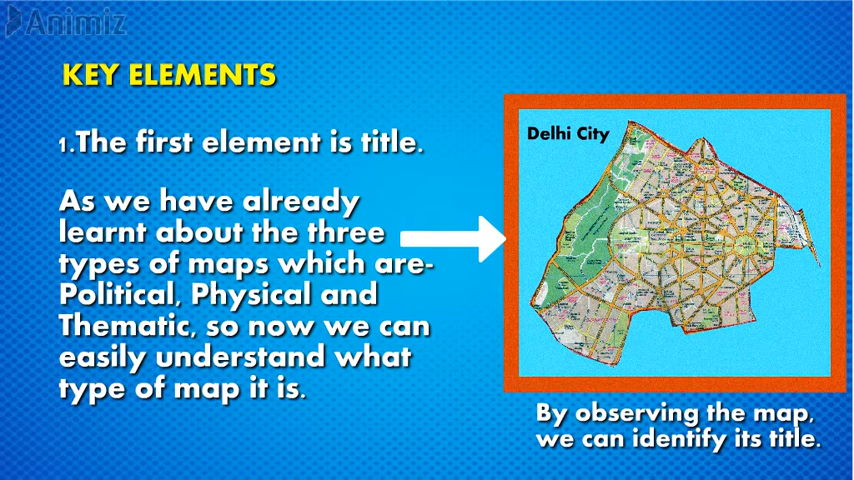 Animiz
KEY ELEMENTS
1.The first element is title.
As we have already
learnt about the three
types of maps which are-
Political, Physical and
Thematic, so now we can
easily understand what
type of map it is.
Delhi City
By observing the map,
we can identify its title.